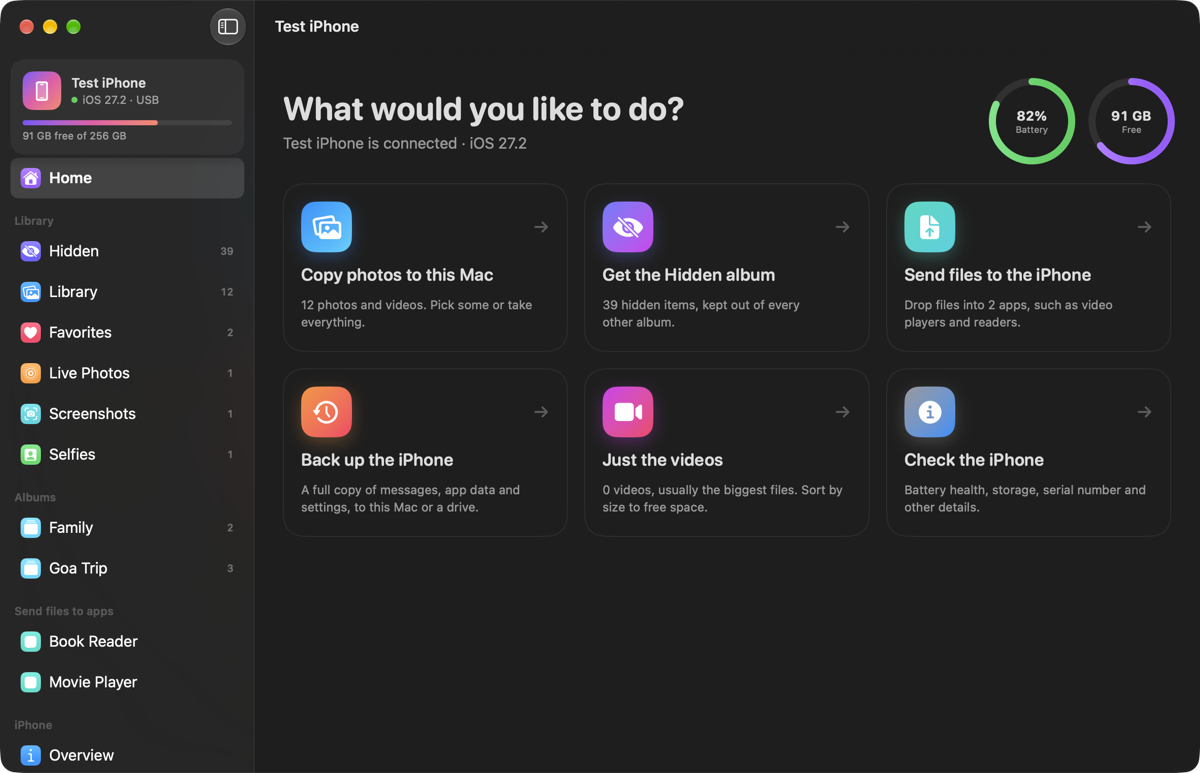 Test iPhone
Test iPhone
iOS 27.2 · USB
91 GB free of 256 GB
Home
Library
Hidden 39
Library 12
Favorites 2
Live Photos 1
Screenshots 1
Selfies 1
Albums
Family 2
Goa Trip 3
Send files to apps
Book Reader
Movie Player
iPhone
Overview
What would you like to do?
Test iPhone is connected · iOS 27.2
82%
Battery
91 GB
Free
Copy photos to this Mac
12 photos and videos. Pick some or take
everything.
Get the Hidden album
39 hidden items, kept out of every
other album.
Send files to the iPhone
Drop files into 2 apps, such as video
players and readers.
Back up the iPhone
A full copy of messages, app data and
settings, to this Mac or a drive.
Just the videos
0 videos, usually the biggest files. Sort by
size to free space.
Check the iPhone
Battery health, storage, serial number and
other details.